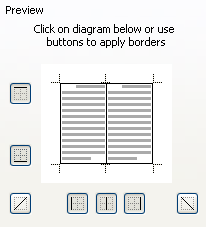 Preview
Click on diagram below or use
buttons to apply borders